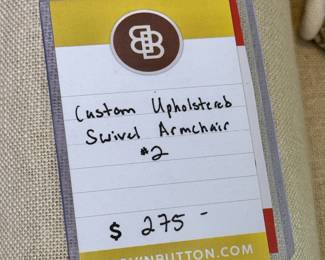 Custom Upholstered
Swivel Armchair
#2
$ 275 -